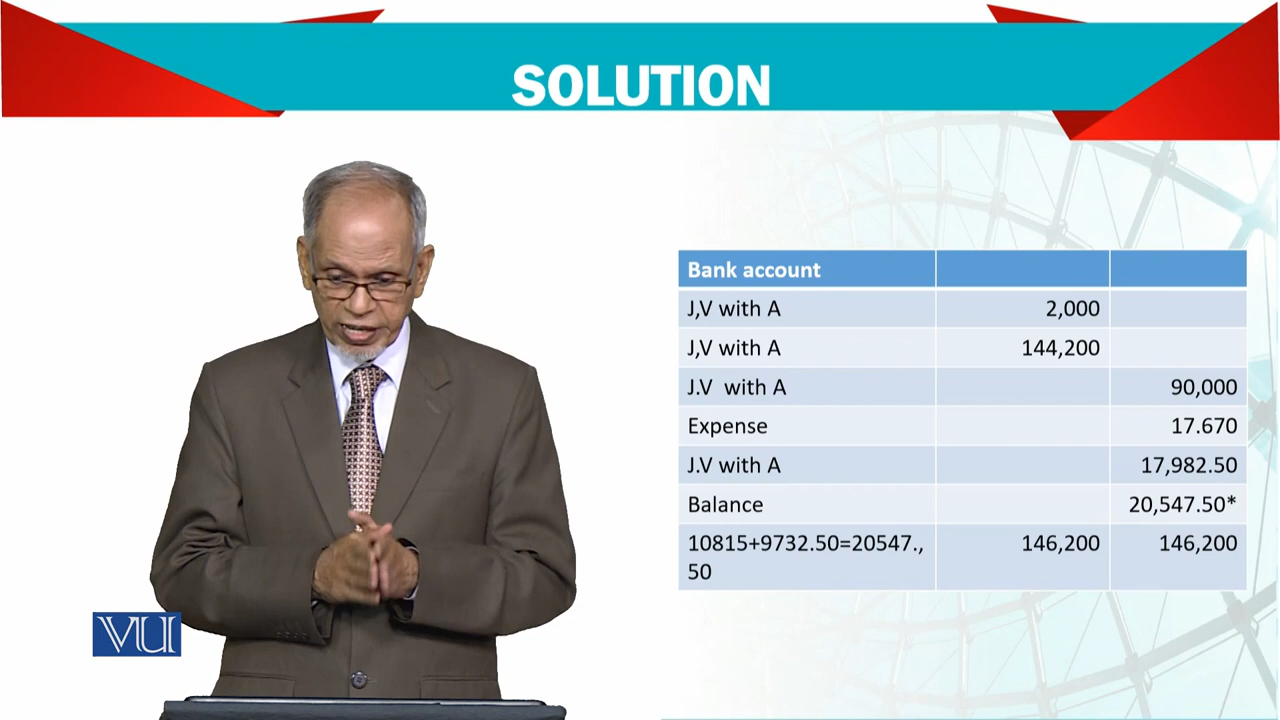 SOLUTION
Bank account
J,V with A 2,000
J,V with A 144,200
J.V with A 90,000
Expense 17.670
J.V with A 17,982.50
Balance 20,547.50*
10815+9732.50=20547., 146,200 146,200
50
VU